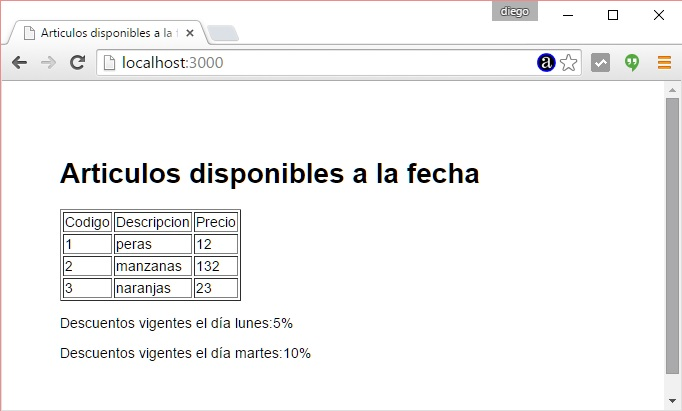 diego
Articulos disponibles a la
localhost:3000
a
Articulos disponibles a la fecha
Codigo Descripcion Precio
1 peras 12
2 manzanas 132
3 naranjas 23
Descuentos vigentes el día lunes:5%
Descuentos vigentes el día martes:10%